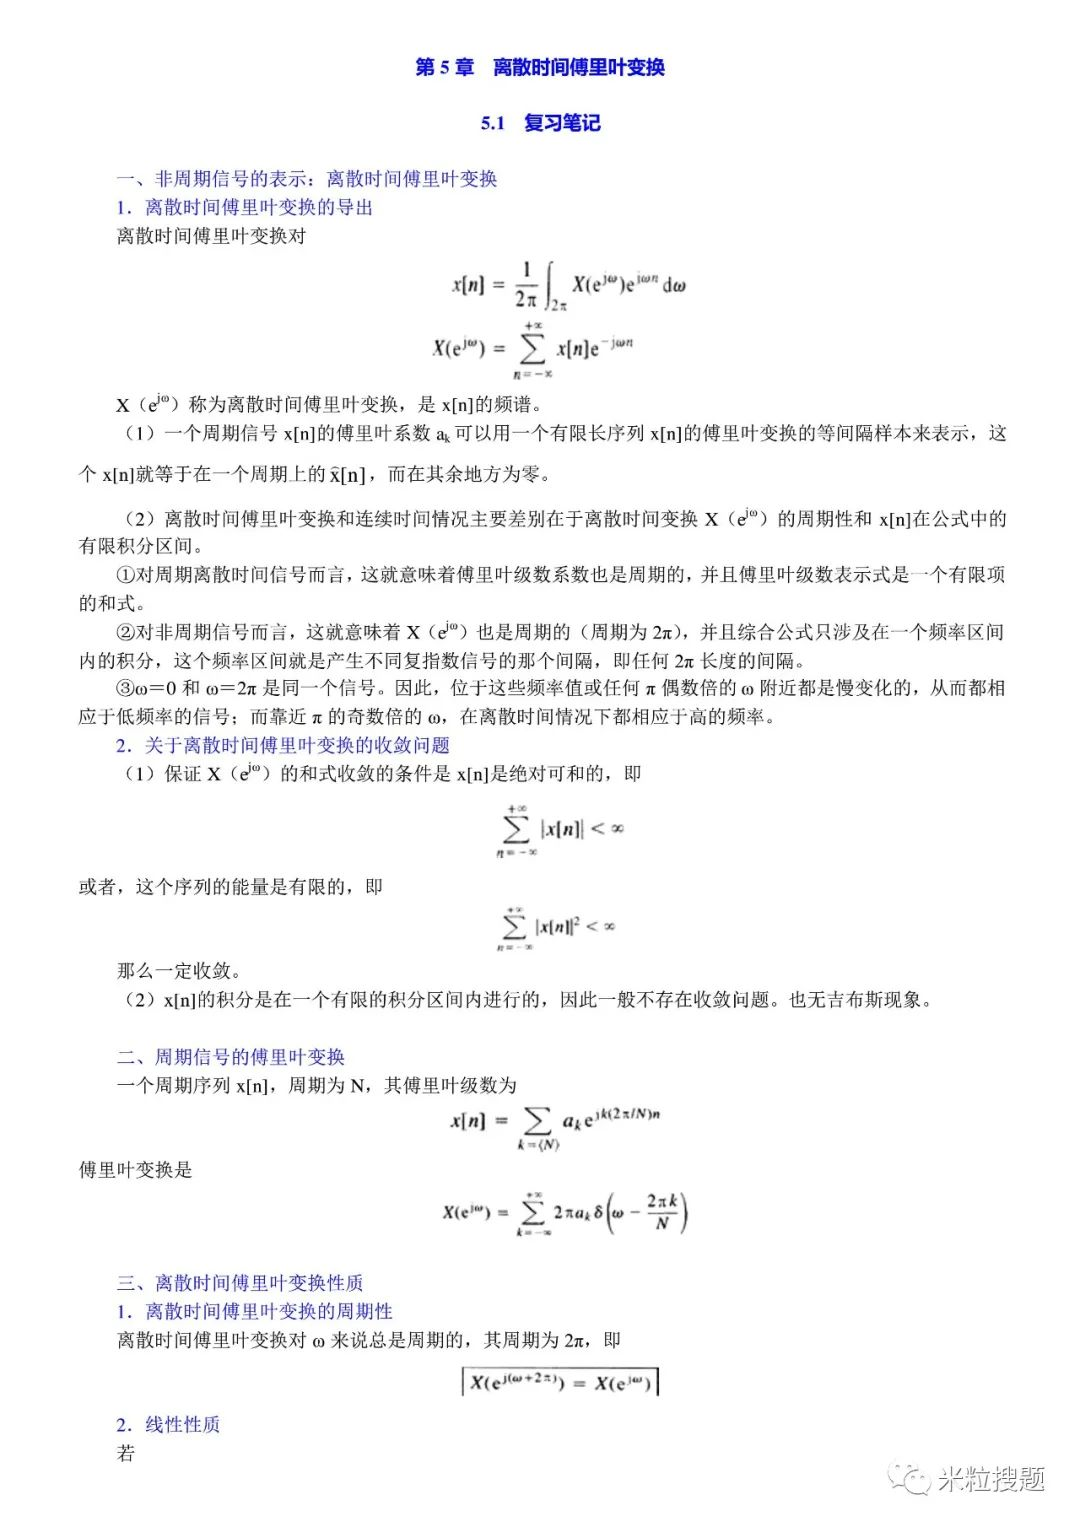 第 5 章 离散时间傅里叶变换
5.1 复习笔记
一、非周期信号的表示：离散时间傅里叶变换
1．离散时间傅里叶变换的导出
离散时间傅里叶变换对
x[n] = \frac{1}{2π} ∫_{2π} X(e^{jω})e^{jωn} dω
X(e^{jω}) = \sum_{n=-∞}^{+∞} x[n]e^{-jωn}
X（e^{jω}）称为离散时间傅里叶变换，是 x[n]的频谱。
（1）一个周期信号 x[n]的傅里叶系数 a_k 可以用一个有限长序列 x[n]的傅里叶变换的等间隔样本来表示，这
个 x[n]就等于在一个周期上的 x̃[n]，而在其余地方为零。
（2）离散时间傅里叶变换和连续时间情况主要差别在于离散时间变换 X（e^{jω}）的周期性和 x[n]在公式中的
有限积分区间。
①对周期离散时间信号而言，这就意味着傅里叶级数系数也是周期的，并且傅里叶级数表示式是一个有限项
的和式。
②对非周期信号而言，这就意味着 X（e^{jω}）也是周期的（周期为 2π），并且综合公式只涉及在一个频率区间
内的积分，这个频率区间就是产生不同复指数信号的那个间隔，即任何 2π 长度的间隔。
③ω＝0 和 ω＝2π 是同一个信号。因此，位于这些频率值或任何 π 偶数倍的 ω 附近都是慢变化的，从而都相
应于低频率的信号；而靠近 π 的奇数倍的 ω，在离散时间情况下都相应于高的频率。
2．关于离散时间傅里叶变换的收敛问题
（1）保证 X（e^{jω}）的和式收敛的条件是 x[n]是绝对可和的，即
\sum_{n=-∞}^{+∞} |x[n]| < ∞
或者，这个序列的能量是有限的，即
\sum_{n=-∞}^{+∞} |x[n]|^2 < ∞
那么一定收敛。
（2）x[n]的积分是在一个有限的积分区间内进行的，因此一般不存在收敛问题。也无吉布斯现象。
二、周期信号的傅里叶变换
一个周期序列 x[n]，周期为 N，其傅里叶级数为
x[n] = \sum_{k=⟨N⟩} a_k e^{jk(2π/N)n}
傅里叶变换是
X(e^{jω}) = \sum_{k=-∞}^{+∞} 2πa_k δ(ω - \frac{2πk}{N})
三、离散时间傅里叶变换性质
1．离散时间傅里叶变换的周期性
离散时间傅里叶变换对 ω 来说总是周期的，其周期为 2π，即
X(e^{j(ω+2π)}) = X(e^{jω})
2．线性性质
若
米粒搜题